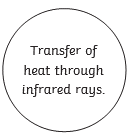 Transfer of
heat through
infrared rays.